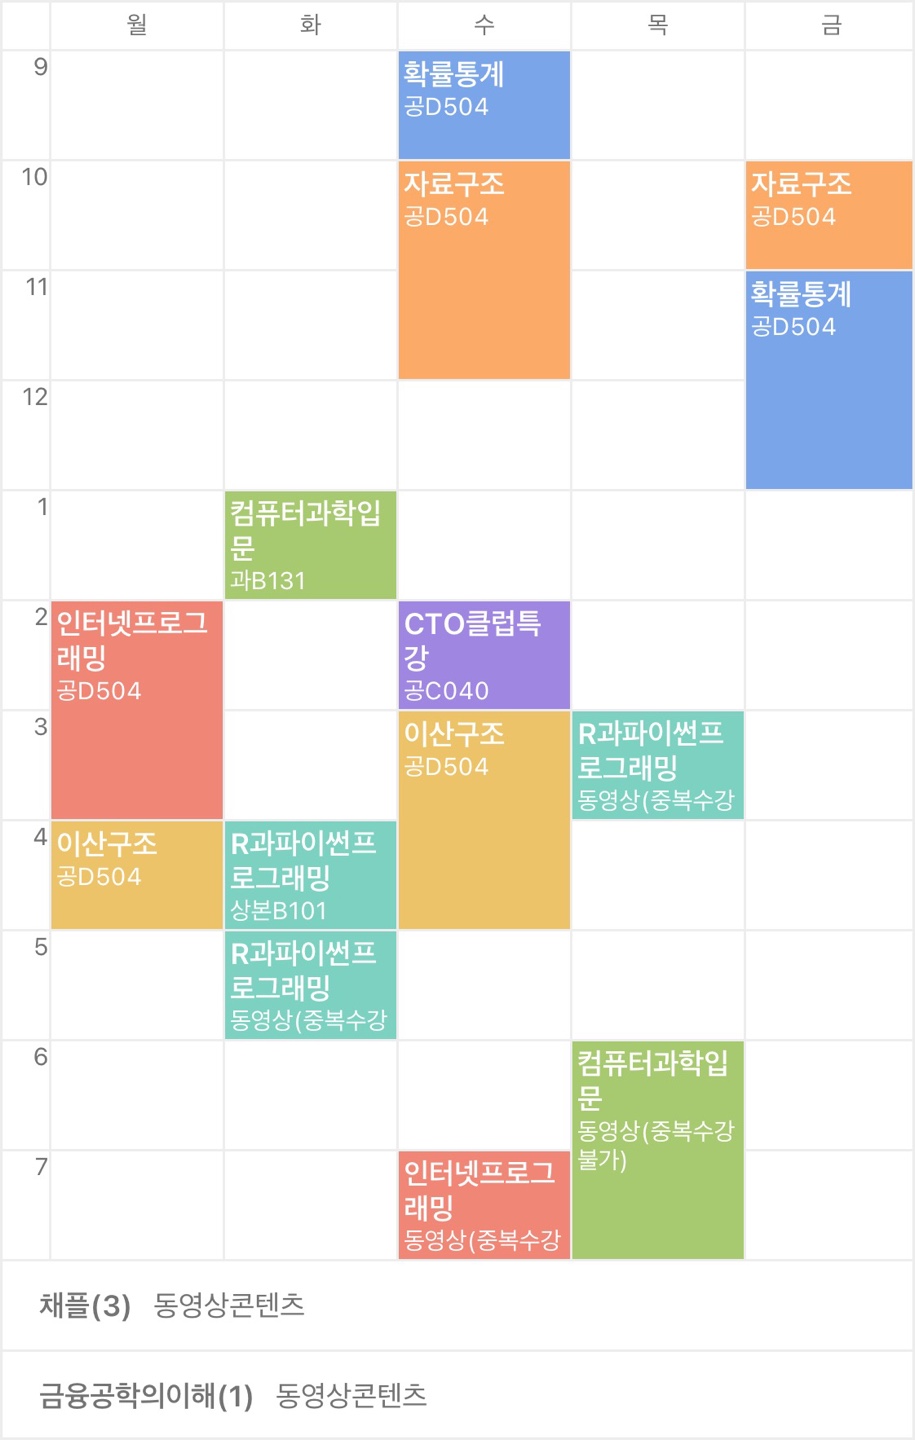 월 화 수 목 금
9
확률통계
공D504
10
자료구조
공D504
자료구조
공D504
11
확률통계
공D504
12
1
컴퓨터과학입
문
과B131
2
인터넷프로그
래밍
공D504
CTO클럽특
강
공C040
3
이산구조
공D504
R과파이썬프
로그래밍
동영상(중복수강
4
이산구조
공D504
R과파이썬프
로그래밍
상본B101
5
R과파이썬프
로그래밍
동영상(중복수강
6
컴퓨터과학입
문
동영상(중복수강
불가)
7
인터넷프로그
래밍
동영상(중복수강
채플(3) 동영상콘텐츠
금융공학의이해(1) 동영상콘텐츠